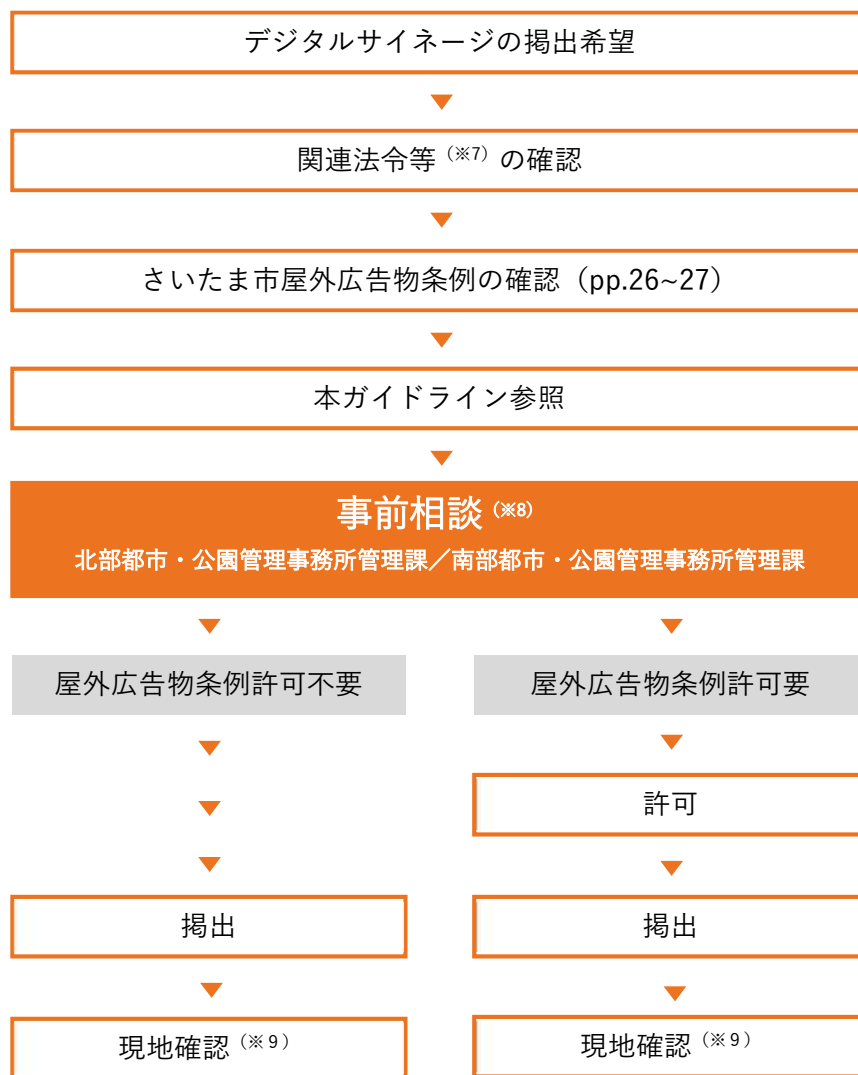 デジタルサイネージの掲出希望
関連法令等（※7）の確認
さいたま市屋外広告物条例の確認（pp.26~27）
本ガイドライン参照
事前相談（※8）
北部都市・公園管理事務所管理課／南部都市・公園管理事務所管理課
屋外広告物条例許可不要
屋外広告物条例許可要
許可
掲出
掲出
現地確認（※９）
現地確認（※９）